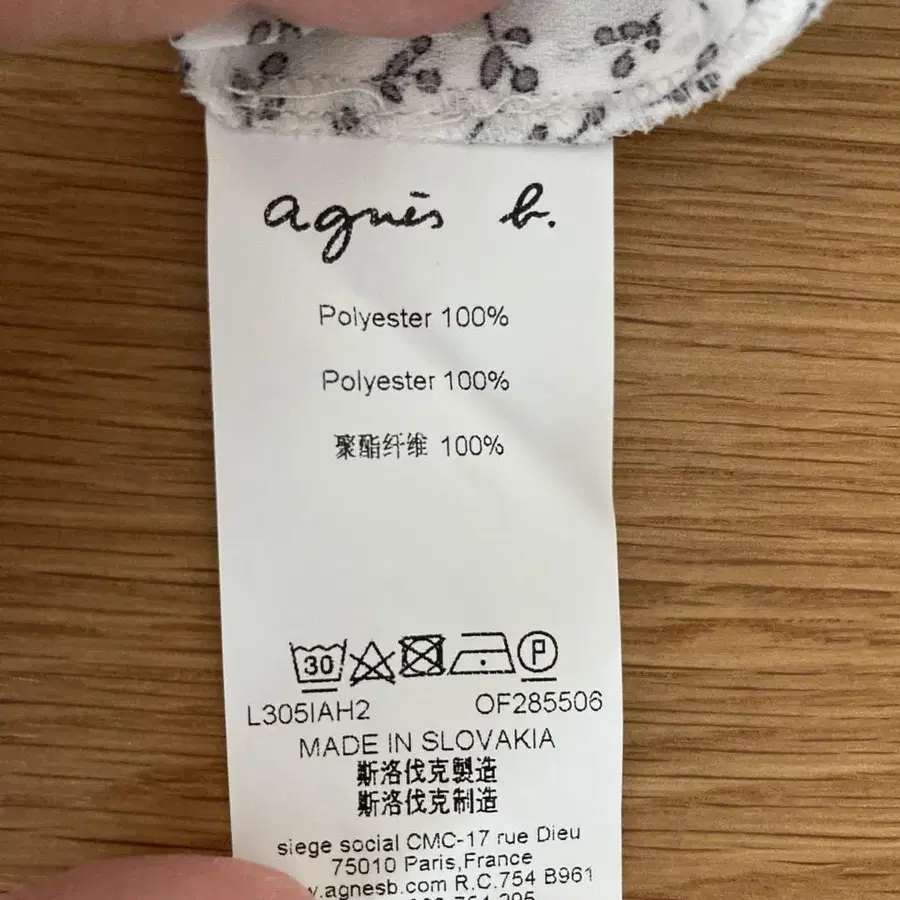 agnès b.
Polyester 100%
Polyester 100%
聚酯纤维 100%
30 P
L305IAH2 OF285506
MADE IN SLOVAKIA
斯洛伐克製造
斯洛伐克制造
siege social CMC-17 rue Dieu
75010 Paris,France
.agnesb.com R.C.754 B961